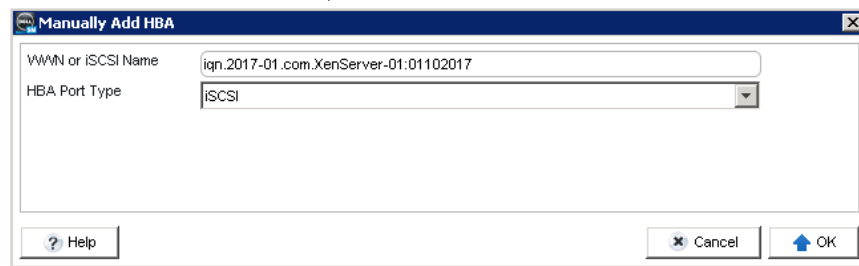 Manually Add HBA
WWN or iSCSI Name iqn.2017-01.com.XenServer-01:01102017
HBA Port Type iSCSI
? Help Cancel OK